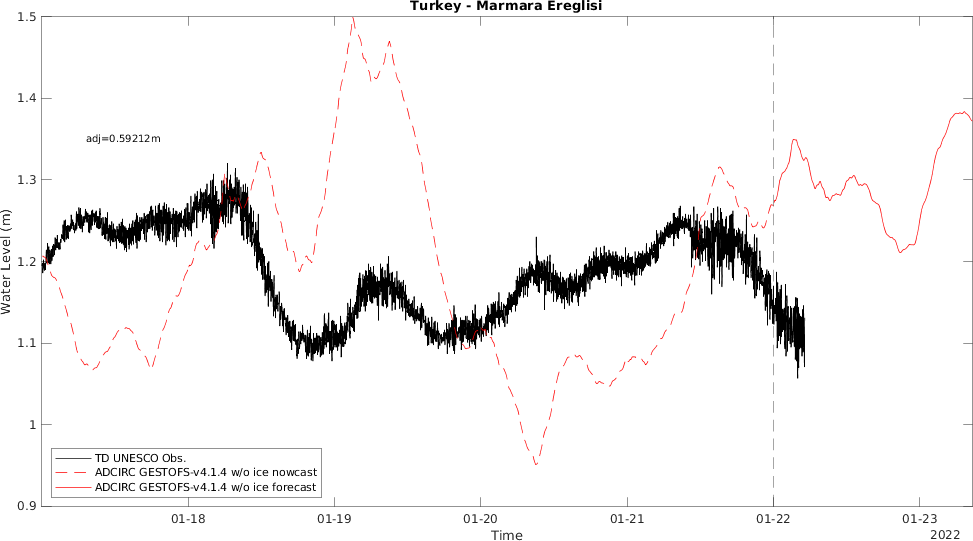 Turkey - Marmara Ereglisi
1.5
1.4
1.3
1.2
1.1
1
0.9
Water Level (m)
adj=0.59212m
TD UNESCO Obs.
ADCIRC GESTOFS-v4.1.4 w/o ice nowcast
ADCIRC GESTOFS-v4.1.4 w/o ice forecast
01-18 01-19 01-20 01-21 01-22 01-23
Time
2022